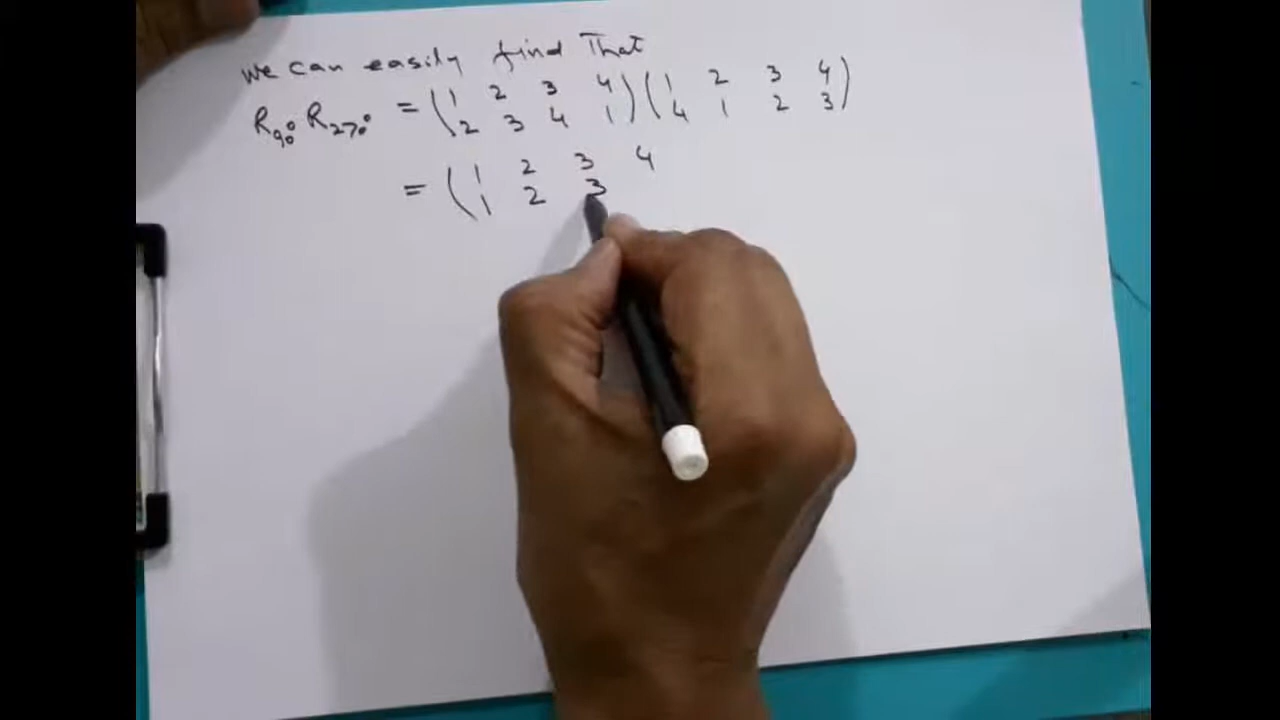 we can easily find That
R90° R270° = (1 2 3 4
2 3 4 1) (1 2 3 4
4 1 2 3)
= (1 2 3 4
1 2 3